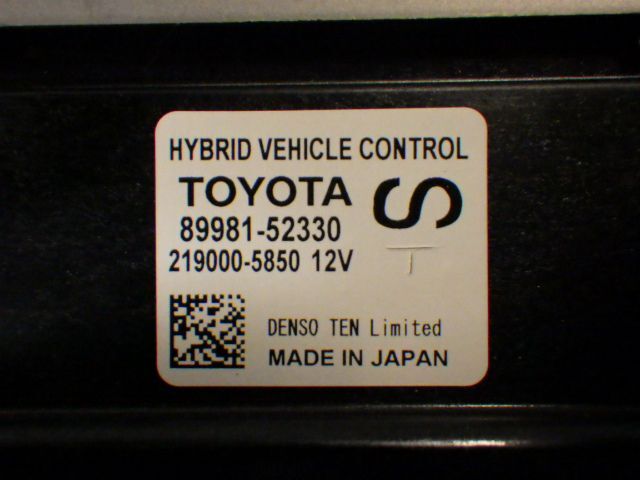 HYBRID VEHICLE CONTROL
TOYOTA
S
89981-52330
219000-5850 12V
DENSO TEN Limited
MADE IN JAPAN